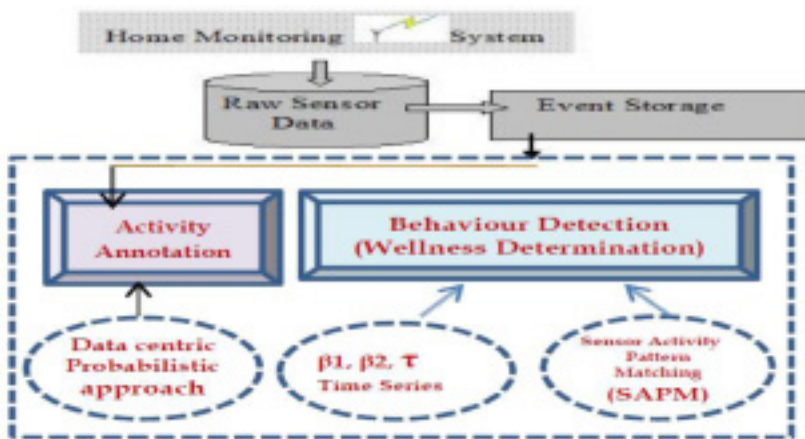 Home Monitoring System
Raw Sensor
Data
Event Storage
Activity
Annotation
Behaviour Detection
(Wellness Determination)
Data centric
Probabilistic
approach
β1, β2, τ
Time Series
Sensor Activity
Pattern
Matching
(SAPM)